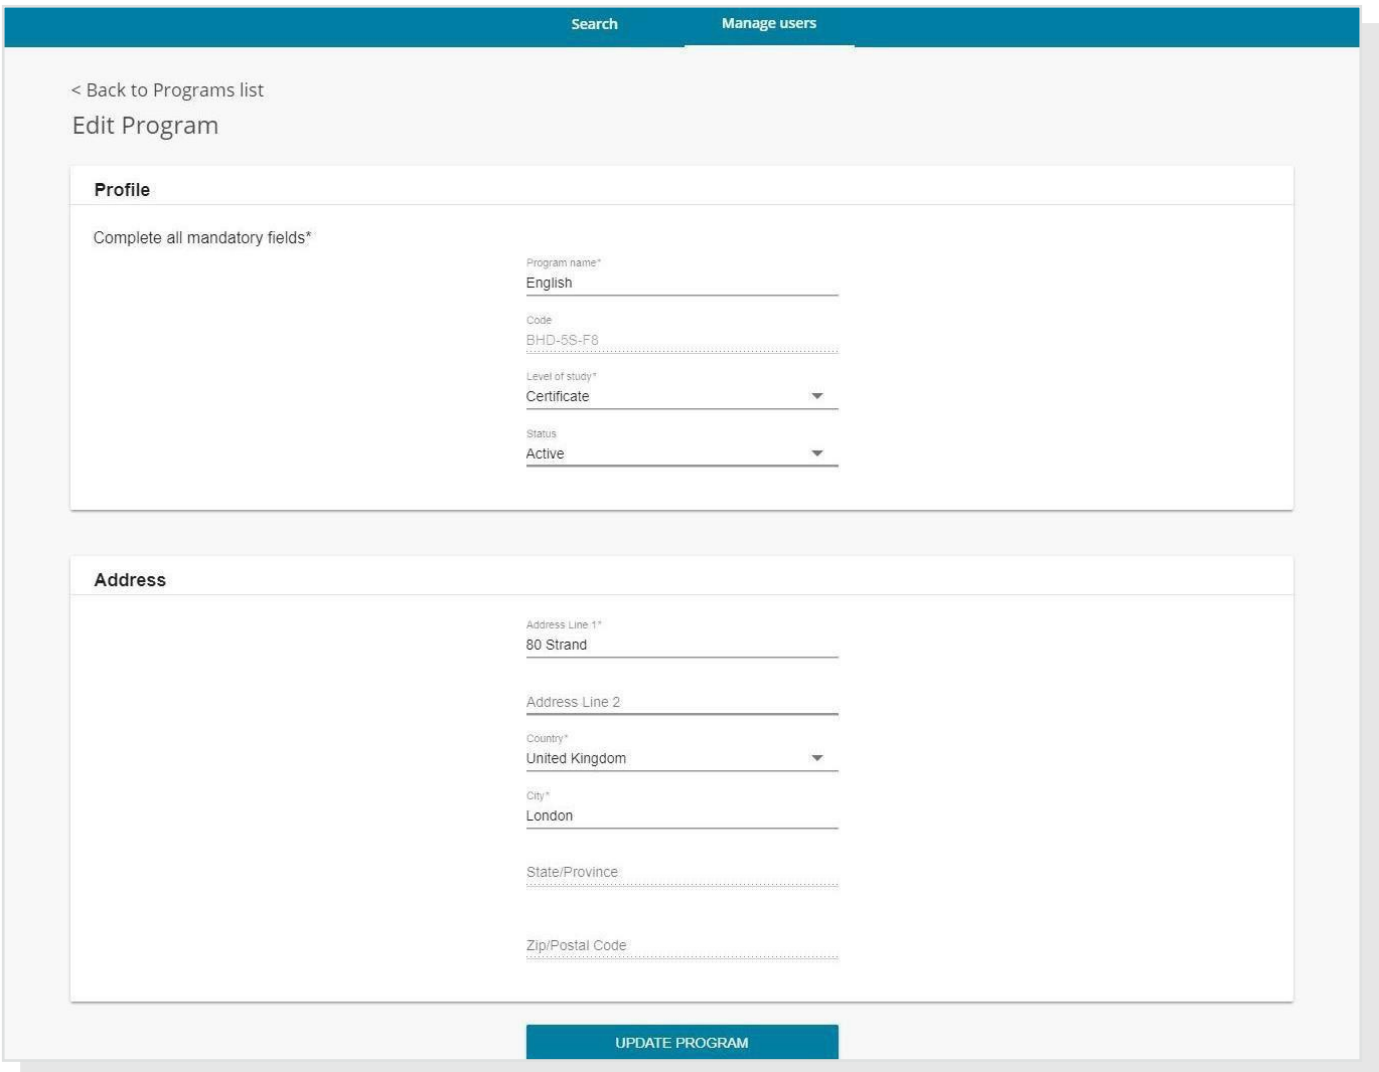 Search Manage users
< Back to Programs list
Edit Program
Profile
Complete all mandatory fields*
Program name*
English
Code
BHD-5S-F8
Level of study*
Certificate
Status
Active
Address
Address Line 1*
80 Strand
Address Line 2
Country*
United Kingdom
City*
London
State/Province
Zip/Postal Code
UPDATE PROGRAM